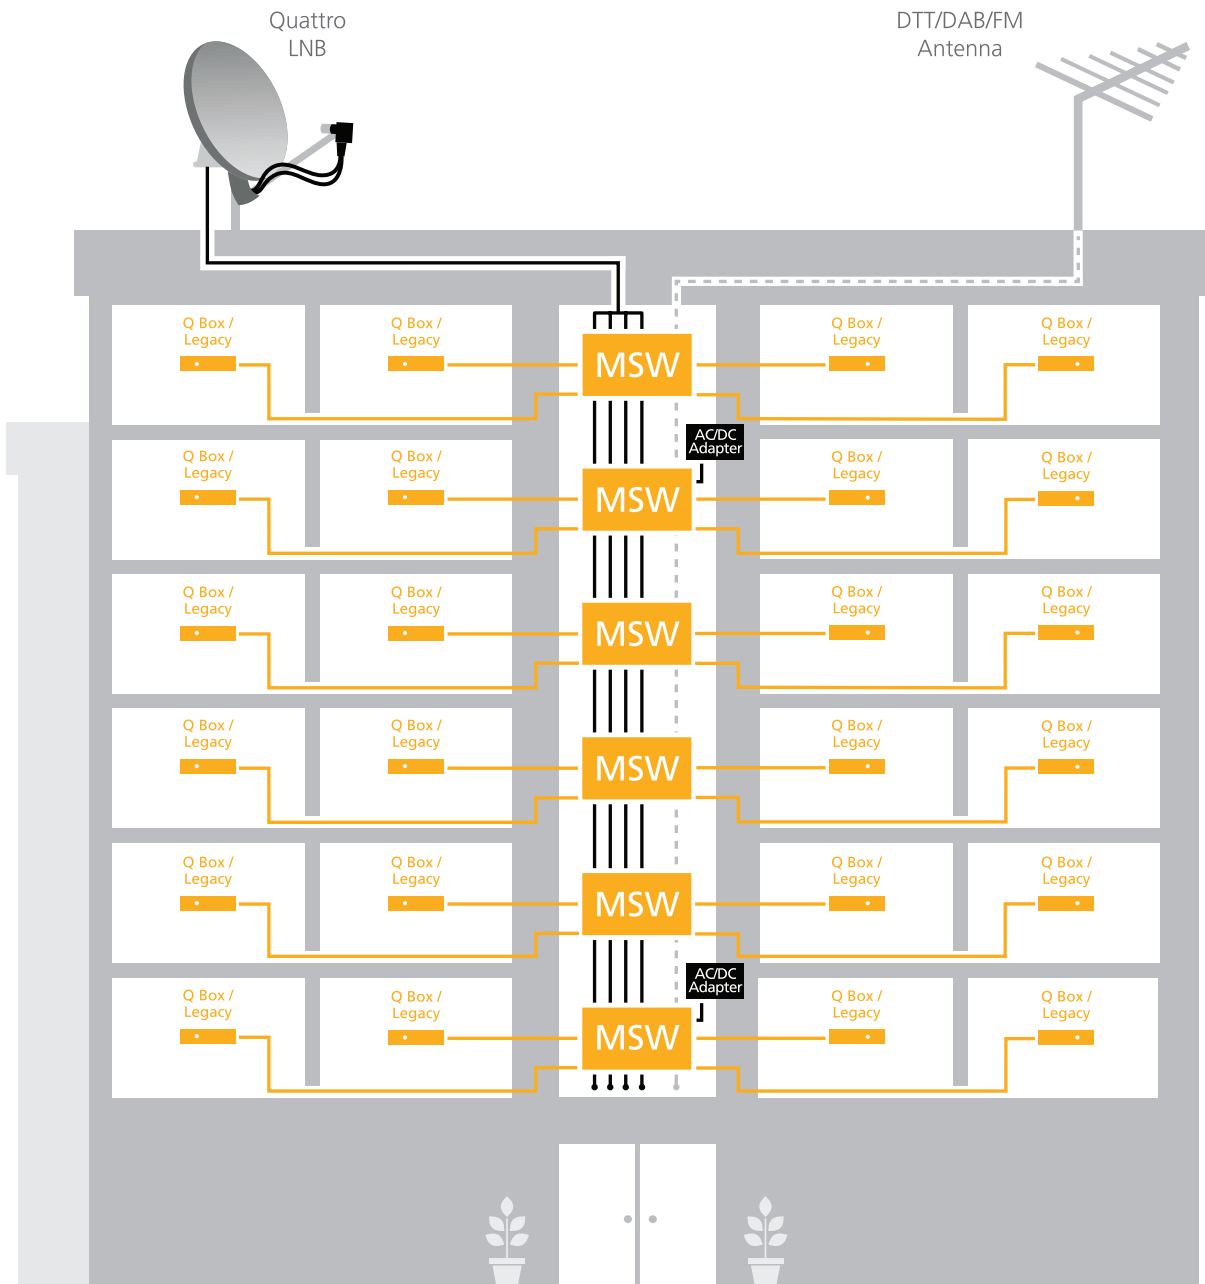 Quattro
LNB
DTT/DAB/FM
Antenna
Q Box /
Legacy
Q Box /
Legacy
MSW
Q Box /
Legacy
Q Box /
Legacy
AC/DC
Adapter
Q Box /
Legacy
Q Box /
Legacy
MSW
Q Box /
Legacy
Q Box /
Legacy
Q Box /
Legacy
Q Box /
Legacy
MSW
Q Box /
Legacy
Q Box /
Legacy
Q Box /
Legacy
Q Box /
Legacy
MSW
Q Box /
Legacy
Q Box /
Legacy
Q Box /
Legacy
Q Box /
Legacy
MSW
Q Box /
Legacy
Q Box /
Legacy
AC/DC
Adapter
Q Box /
Legacy
Q Box /
Legacy
MSW
Q Box /
Legacy
Q Box /
Legacy